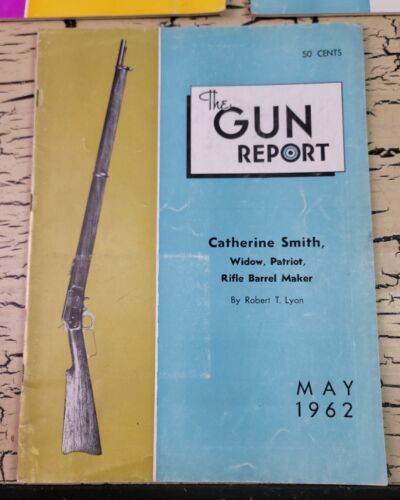 50 CENTS
The
GUN
REPORT
Catherine Smith,
Widow, Patriot,
Rifle Barrel Maker
By Robert T. Lyon
MAY
1962